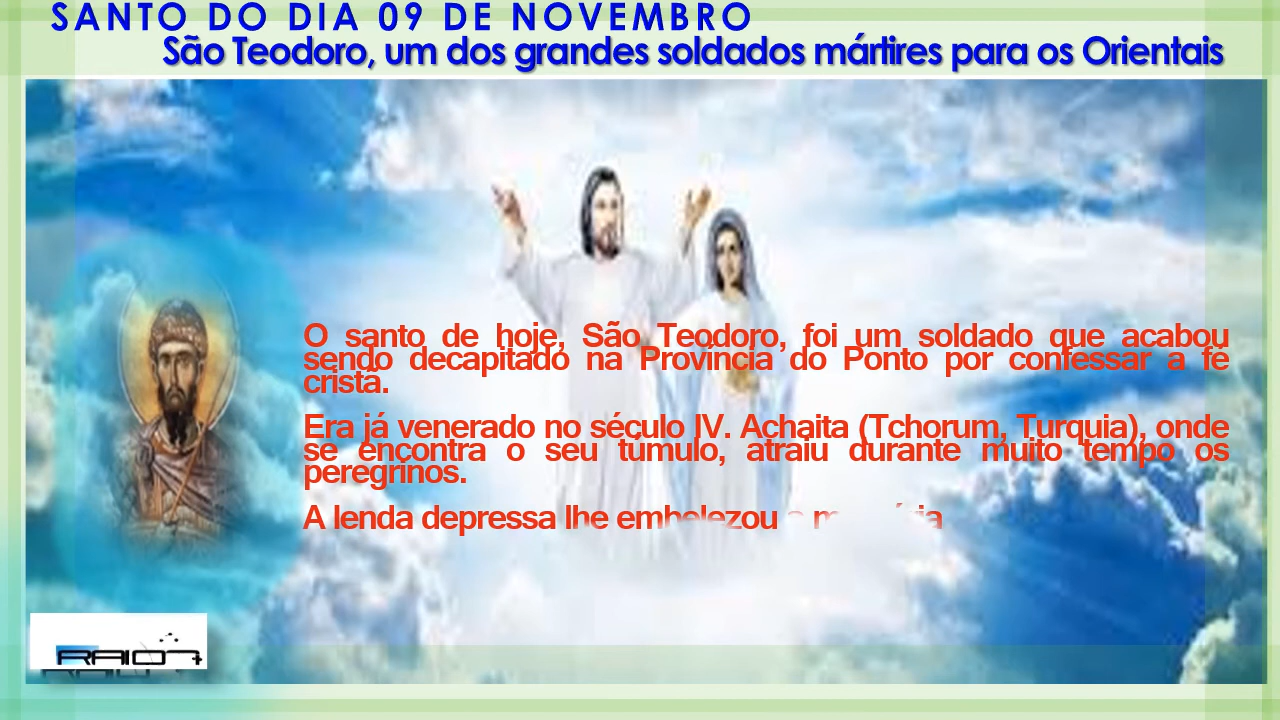 SANTO DO DIA 09 DE NOVEMBRO
São Teodoro, um dos grandes soldados mártires para os Orientais
O santo de hoje, São Teodoro, foi um soldado que acabou
sendo decapitado na Província do Ponto por confessar a fé
cristã.
Era já venerado no século IV. Achaita (Tchorum, Turquia), onde
se encontra o seu túmulo, atraiu durante muito tempo os
peregrinos.
A lenda depressa lhe embelezou a